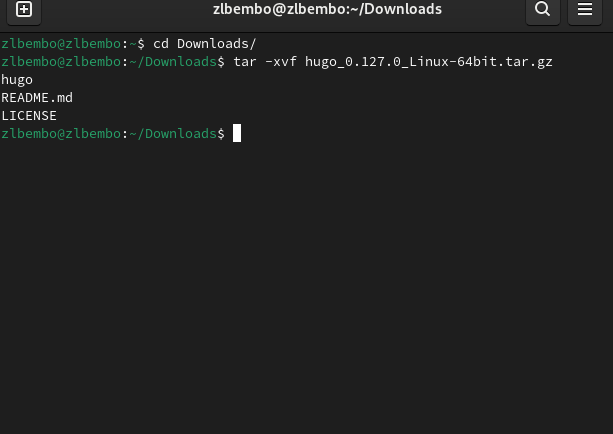 zlbembo@zlbembo:~/Downloads
zlbembo@zlbembo:~$ cd Downloads/
zlbembo@zlbembo:~/Downloads$ tar -xvf hugo_0.127.0_Linux-64bit.tar.gz
hugo
README.md
LICENSE
zlbembo@zlbembo:~/Downloads$